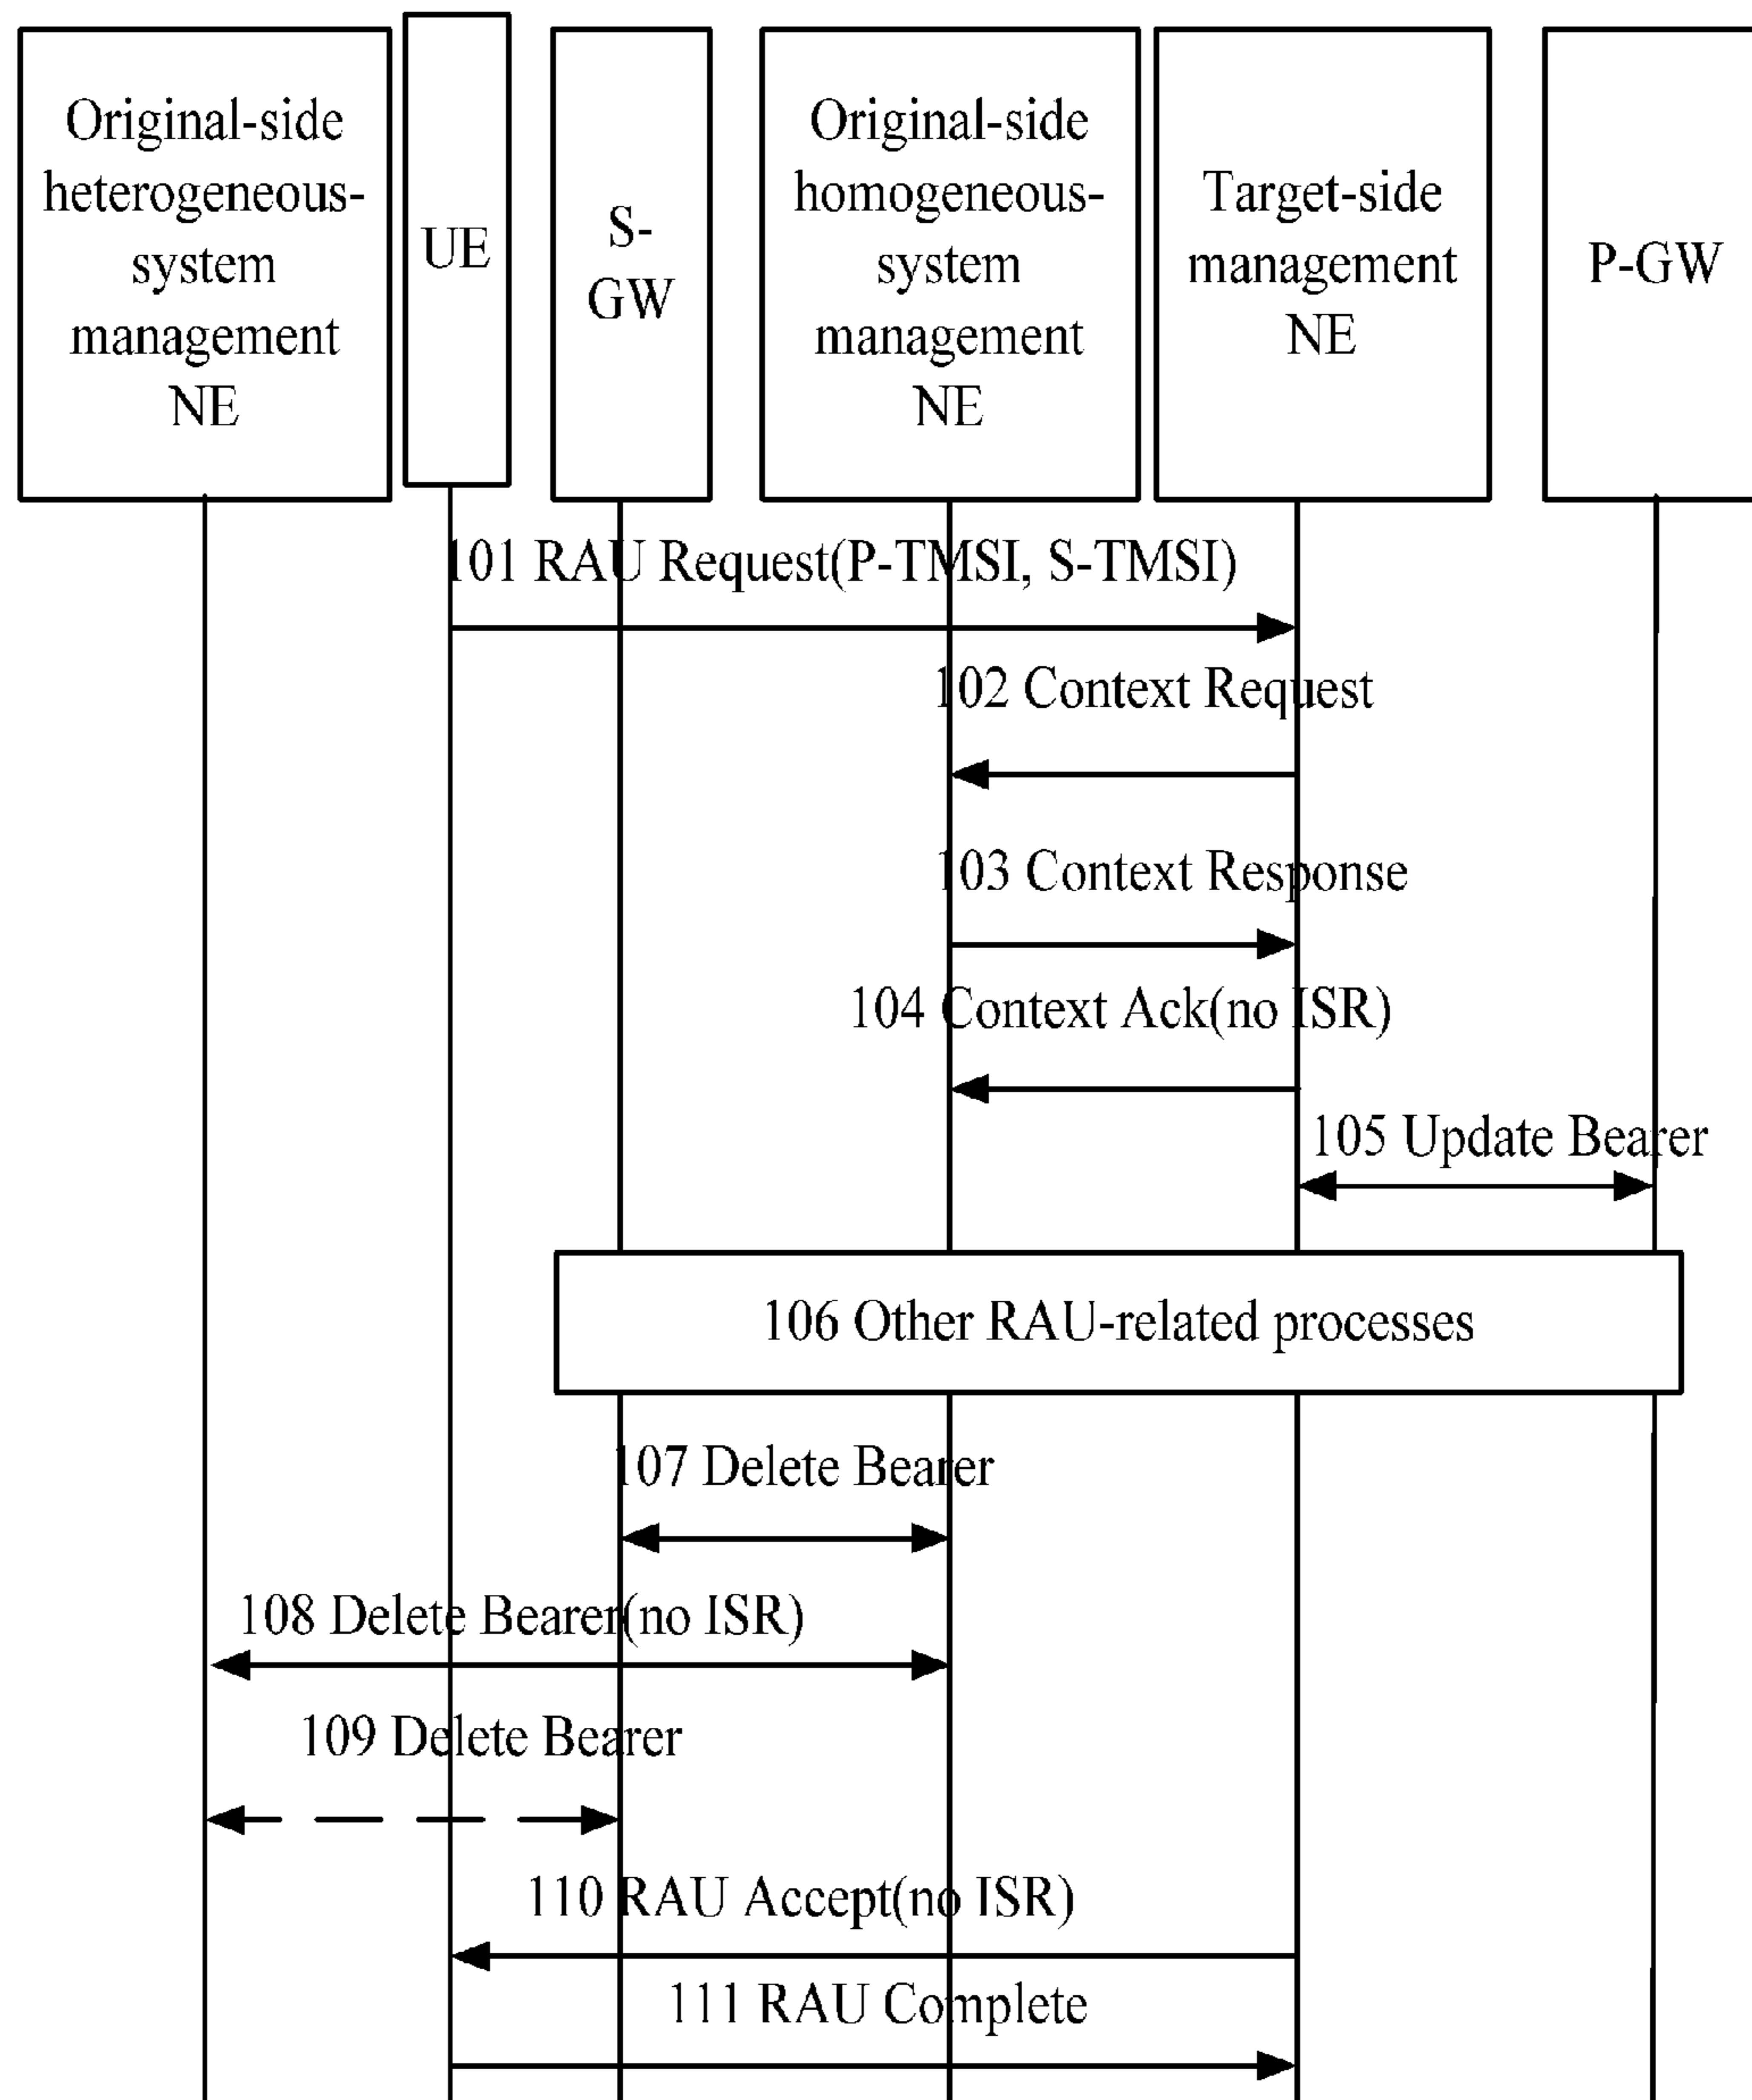 Original-side
heterogeneous-
system
management
NE
UE
S-
GW
Original-side
homogeneous-
system
management
NE
Target-side
management
NE
P-GW
101 RAU Request(P-TMSI, S-TMSI)
102 Context Request
103 Context Response
104 Context Ack(no ISR)
105 Update Bearer
106 Other RAU-related processes
107 Delete Bearer
108 Delete Bearer(no ISR)
109 Delete Bearer
110 RAU Accept(no ISR)
111 RAU Complete